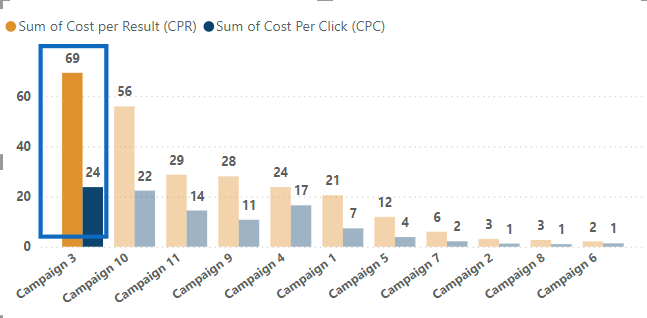 Sum of Cost per Result (CPR) Sum of Cost Per Click (CPC)
69
56
60
40
29
28
24
22
24
21
20
14
11
17
7
12
4
6
2
3
1
3
1
2
1
0
Campaign 3
Campaign 10
Campaign 11
Campaign 9
Campaign 4
Campaign 1
Campaign 5
Campaign 7
Campaign 2
Campaign 8
Campaign 6